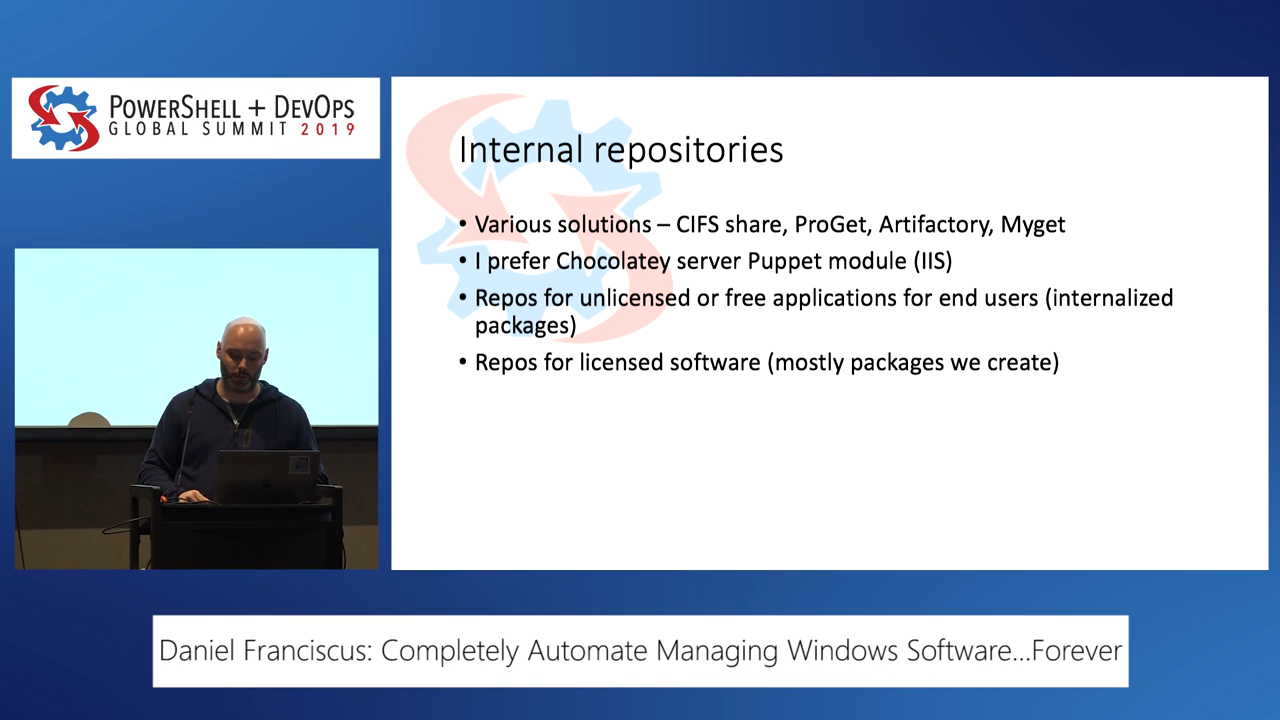 POWERSHELL + DEVOPS
GLOBAL SUMMIT 2019
Internal repositories
• Various solutions – CIFS share, ProGet, Artifactory, Myget
• I prefer Chocolatey server Puppet module (IIS)
• Repos for unlicensed or free applications for end users (internalized
packages)
• Repos for licensed software (mostly packages we create)
Daniel Franciscus: Completely Automate Managing Windows Software...Forever